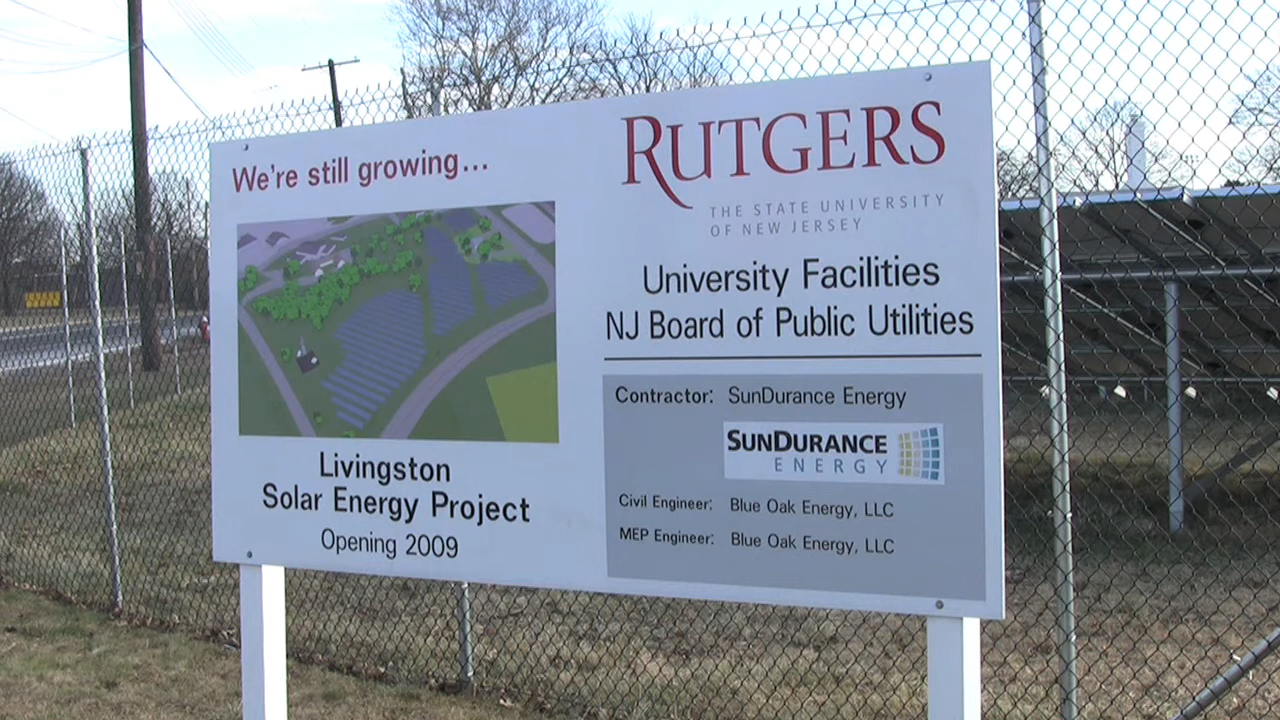 We're still growing...
Livingston
Solar Energy Project
Opening 2009
RUTGERS
THE STATE UNIVERSITY
OF NEW JERSEY
University Facilities
NJ Board of Public Utilities
Contractor: SunDurance Energy
SUNDURANCE
ENERGY
Civil Engineer: Blue Oak Energy, LLC
MEP Engineer: Blue Oak Energy, LLC